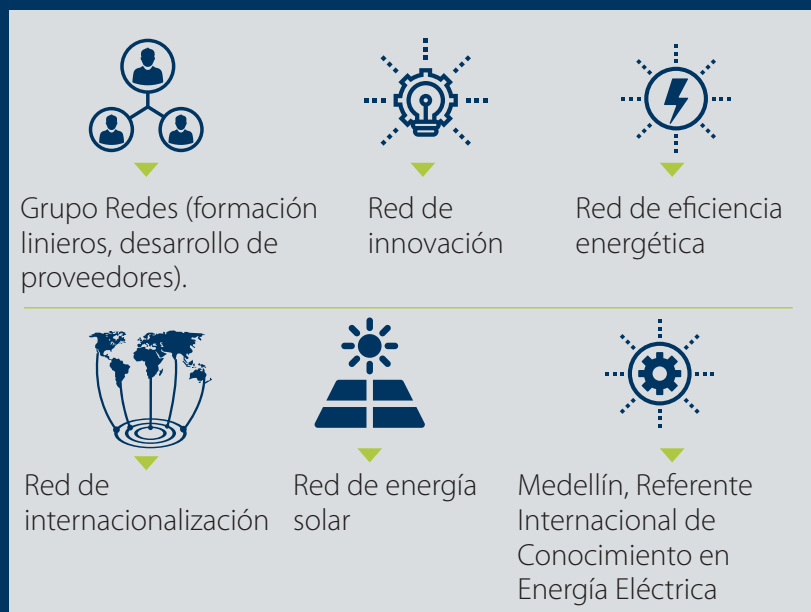 Grupo Redes (formación
linieros, desarrollo de
proveedores).
Red de
innovación
Red de eficiencia
energética
Red de
internacionalización
Red de energía
solar
Medellín, Referente
Internacional de
Conocimiento en
Energía Eléctrica